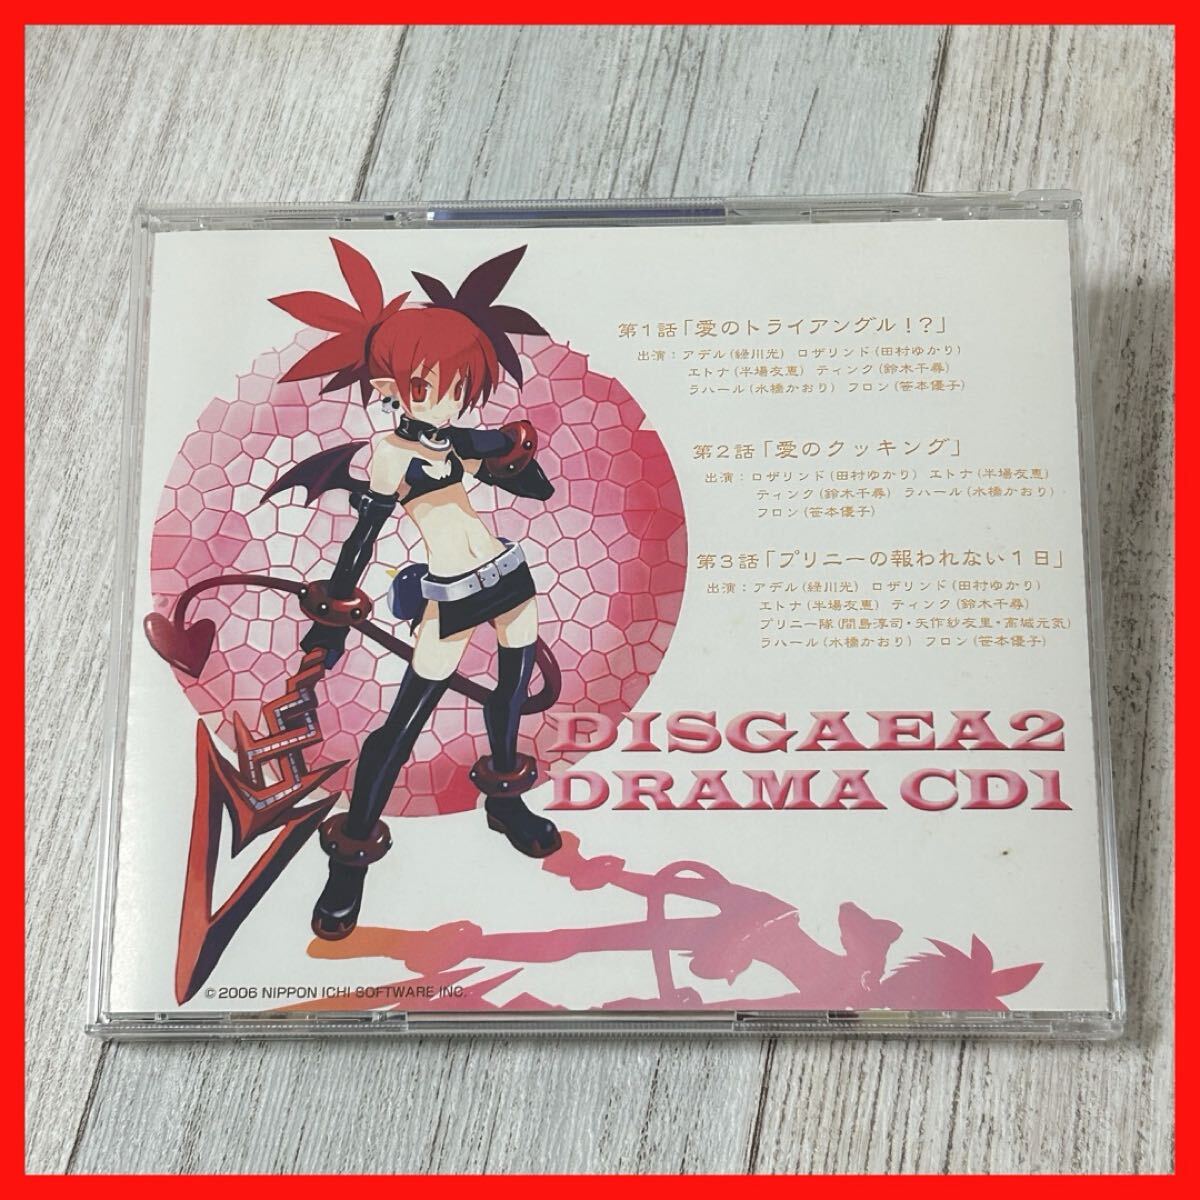 第1話「愛のトライアングル!?」
出演：アデル(緑川光) ロザリンド(田村ゆかり)
エトナ(半場友恵) ティンク(鈴木千尋)
ラハール(水橋かおり) フロン(笹本優子)
第2話「愛のクッキング」
出演：ロザリンド(田村ゆかり) エトナ(半場友恵)
ティンク(鈴木千尋) ラハール(水橋かおり)
フロン(笹本優子)
第3話「プリニーの報われない1日」
出演：アデル(緑川光) ロザリンド(田村ゆかり)
エトナ(半場友恵) ティンク(鈴木千尋)
プリニー隊(間島淳司・矢作紗友里・高城元気)
ラハール(水橋かおり) フロン(笹本優子)
DISGAEA2
DRAMA CD1
© 2006 NIPPON ICHI SOFTWARE INC.